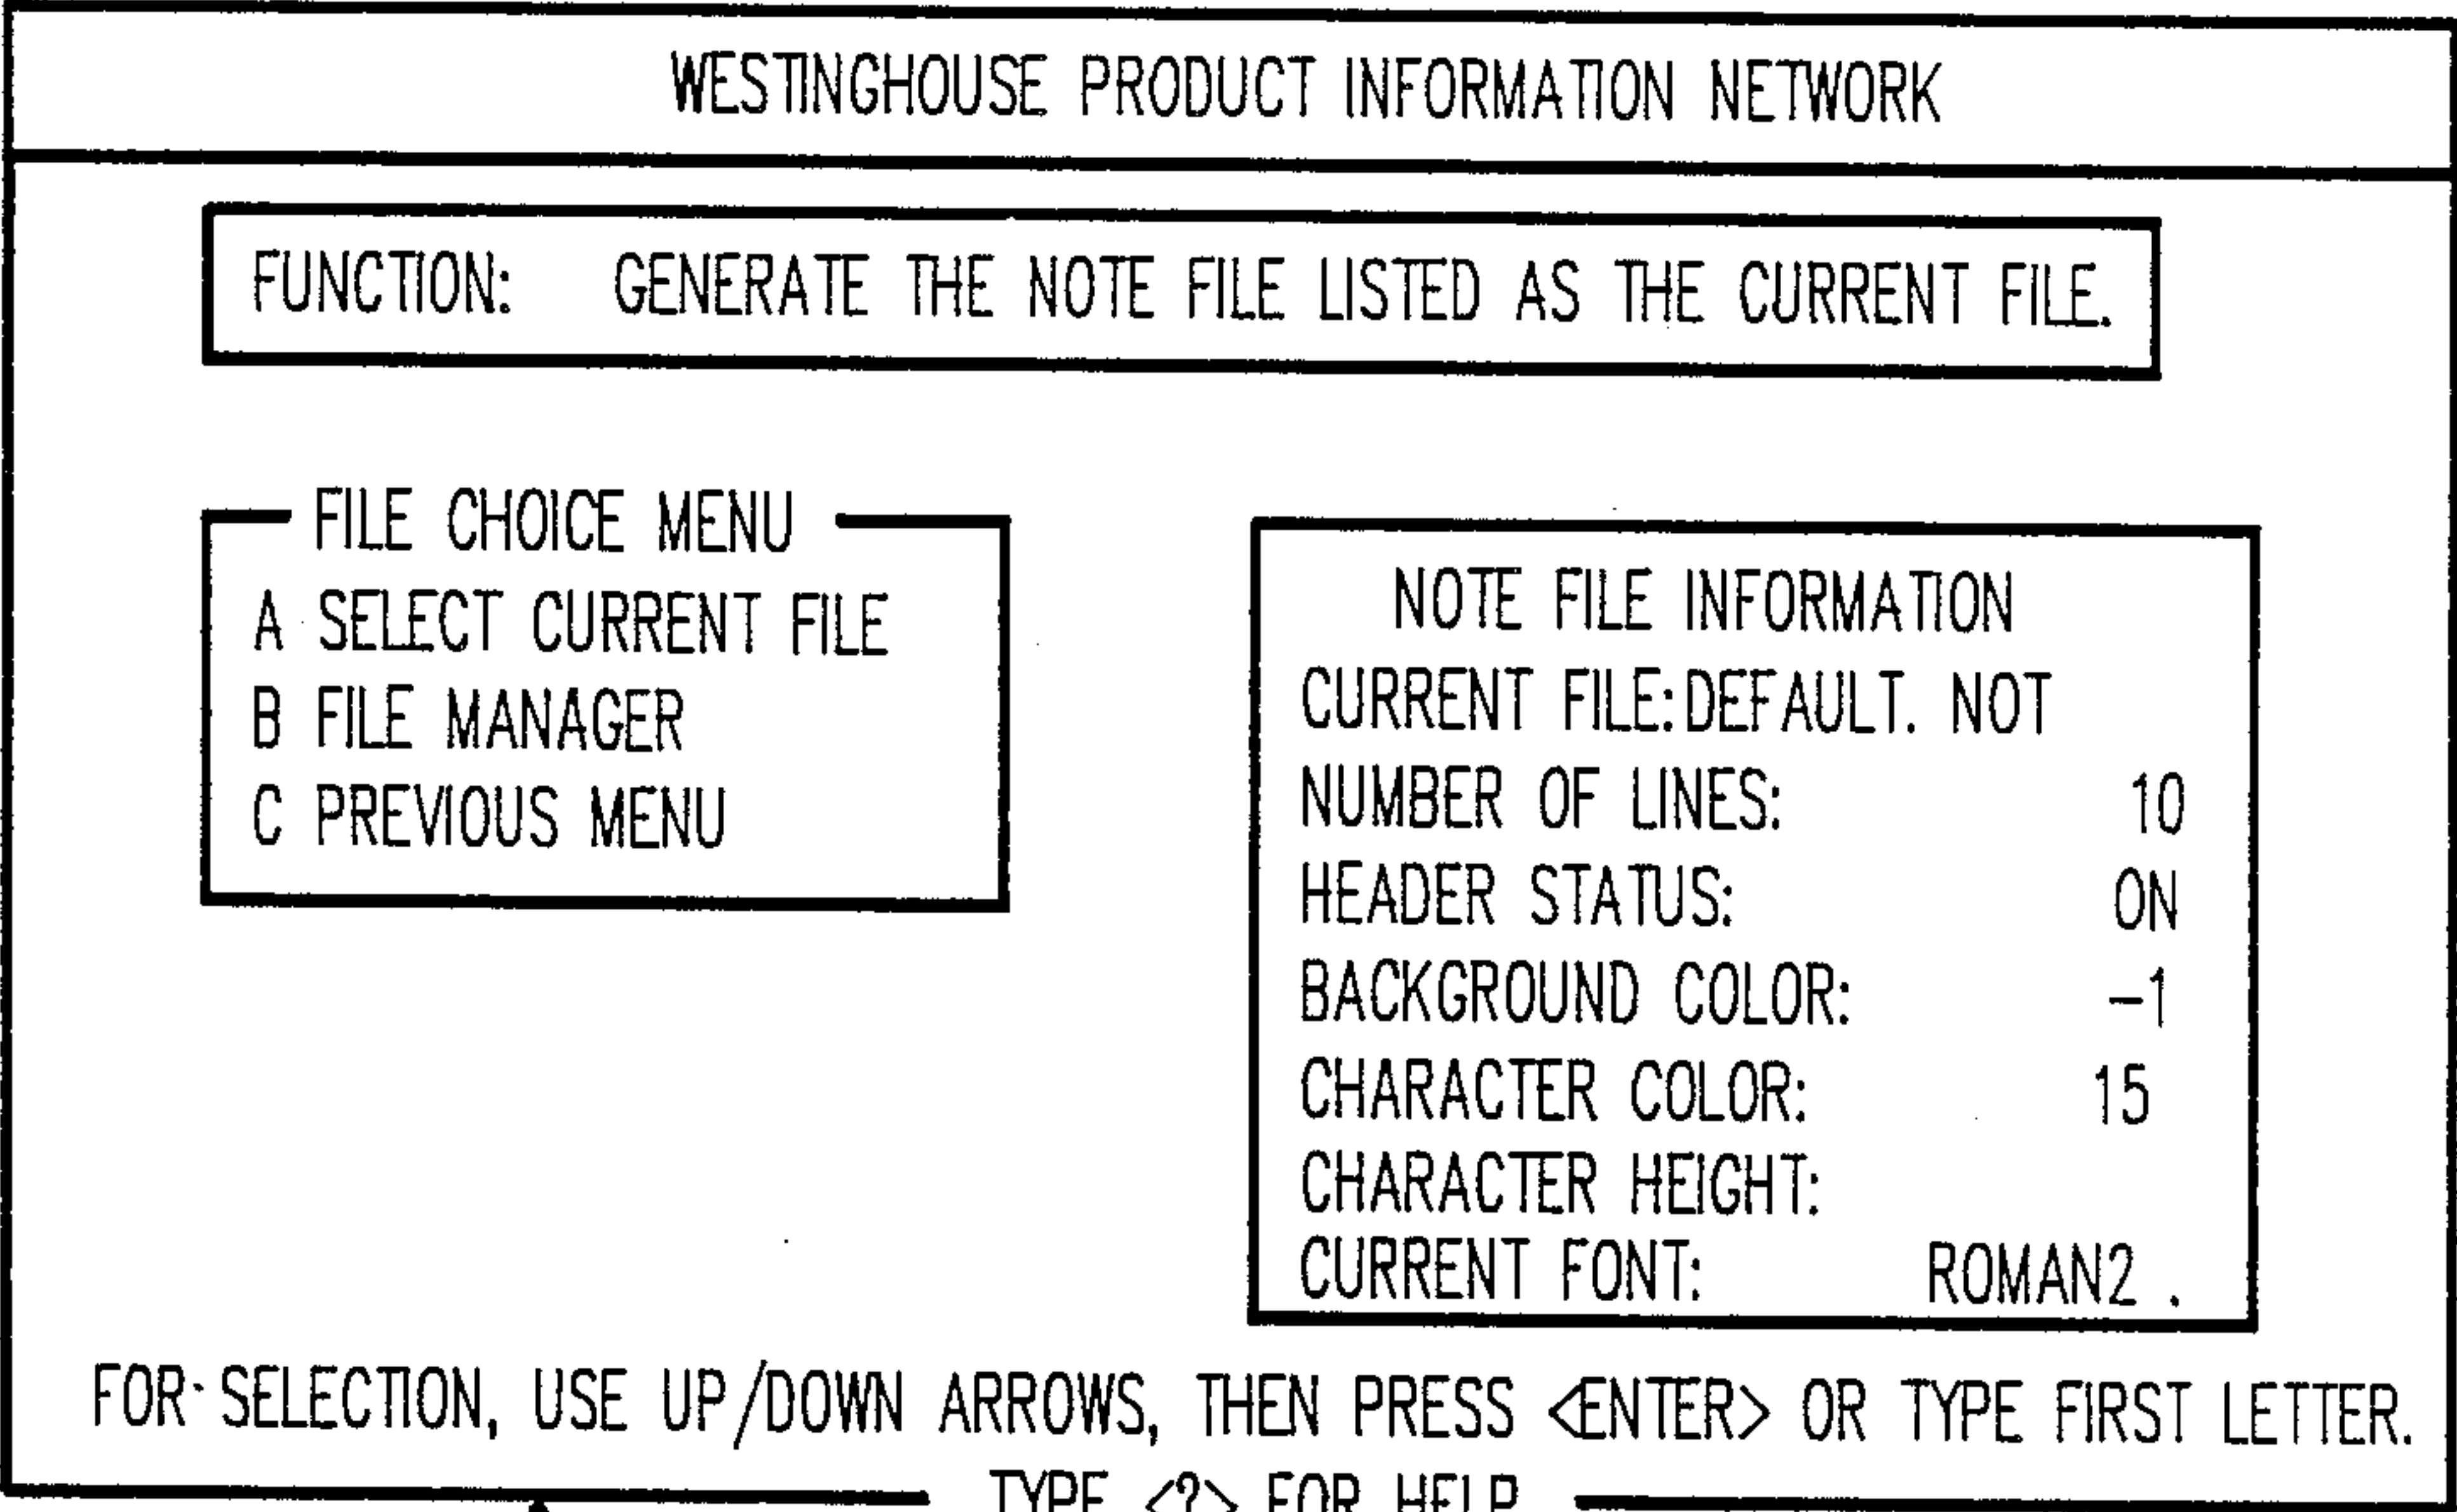 WESTINGHOUSE PRODUCT INFORMATION NETWORK
FUNCTION: GENERATE THE NOTE FILE LISTED AS THE CURRENT FILE.
FILE CHOICE MENU
A SELECT CURRENT FILE
B FILE MANAGER
C PREVIOUS MENU
NOTE FILE INFORMATION
CURRENT FILE: DEFAULT. NOT
NUMBER OF LINES: 10
HEADER STATUS: ON
BACKGROUND COLOR: -1
CHARACTER COLOR: 15
CHARACTER HEIGHT:
CURRENT FONT: ROMAN2 .
FOR SELECTION, USE UP/DOWN ARROWS, THEN PRESS <ENTER> OR TYPE FIRST LETTER.
TYPE <?> FOR HELP